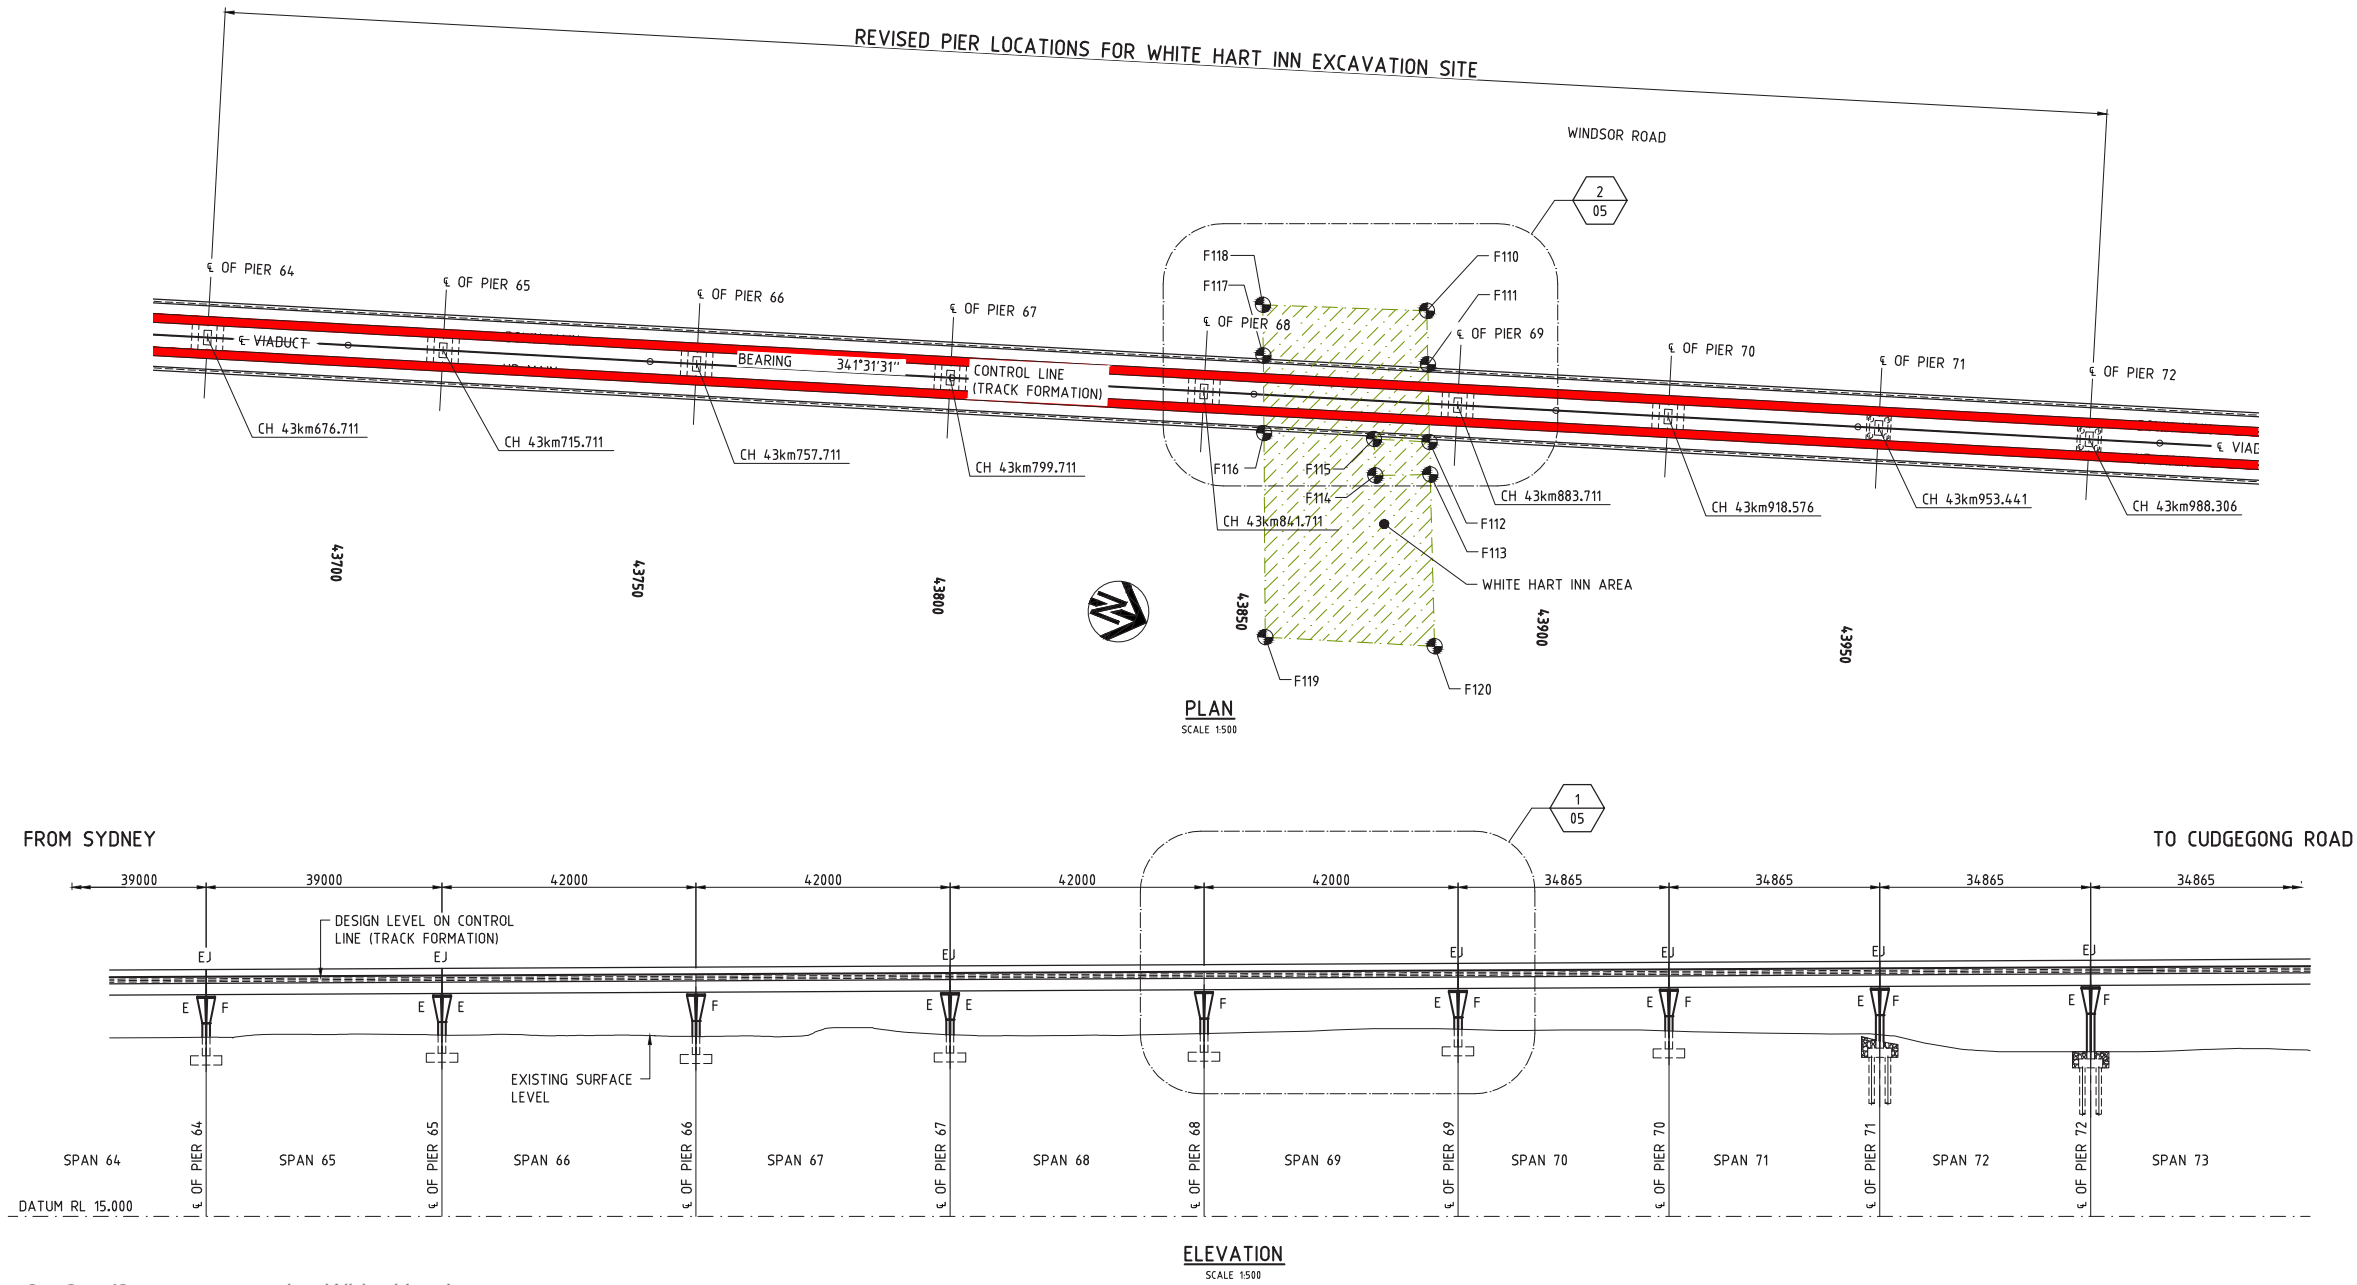 REVISED PIER LOCATIONS FOR WHITE HART INN EXCAVATION SITE
WINDSOR ROAD
2
05
F118
F117
F110
F111
℄ OF PIER 64
℄ OF PIER 65
℄ OF PIER 66
℄ OF PIER 67
℄ OF PIER 68
℄ OF PIER 69
℄ OF PIER 70
℄ OF PIER 71
℄ OF PIER 72
℄ VIADUCT
BEARING 341°31'31"
CONTROL LINE
(TRACK FORMATION)
℄ VIAD
CH 43km676.711
CH 43km715.711
CH 43km757.711
CH 43km799.711
CH 43km841.711
CH 43km883.711
CH 43km918.576
CH 43km953.441
CH 43km988.306
F116
F115
F114
F112
F113
WHITE HART INN AREA
43700
43750
43800
43850
43900
43950
F119
F120
PLAN
SCALE 1:500
1
05
FROM SYDNEY
TO CUDGEGONG ROAD
39000
39000
42000
42000
42000
42000
34865
34865
34865
34865
DESIGN LEVEL ON CONTROL
LINE (TRACK FORMATION)
EJ
EJ
EJ
EJ
EJ
EJ
EJ
E F
E E
F
E E
F
E F
E F
E F
E F
EXISTING SURFACE
LEVEL
℄ OF PIER 64
℄ OF PIER 65
℄ OF PIER 66
℄ OF PIER 67
℄ OF PIER 68
℄ OF PIER 69
℄ OF PIER 70
℄ OF PIER 71
℄ OF PIER 72
SPAN 64
SPAN 65
SPAN 66
SPAN 67
SPAN 68
SPAN 69
SPAN 70
SPAN 71
SPAN 72
SPAN 73
DATUM RL 15.000
ELEVATION
SCALE 1:500